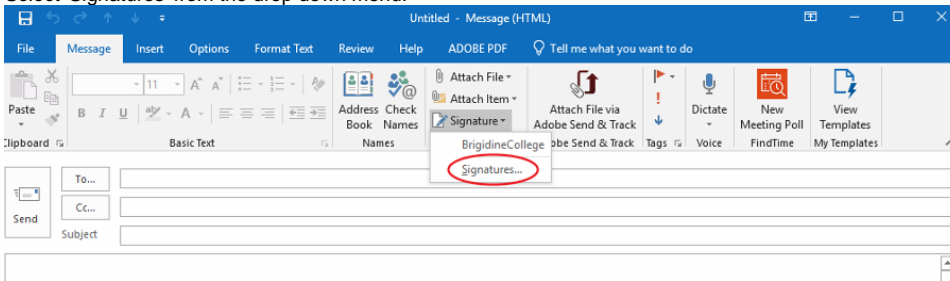 Select 'Signatures' from the drop down menu.
Untitled - Message (HTML)
File Message Insert Options Format Text Review Help ADOBE PDF Tell me what you want to do
Paste
11 A A
B I U ab A
Address Book
Check Names
Attach File
Attach Item
Signature
Attach File via Adobe Send & Track
Dictate
New Meeting Poll
View Templates
Clipboard Basic Text Names obe Send & Track Tags Voice FindTime My Templates
BrigidineCollege
Signatures...
Send
To...
Cc...
Subject